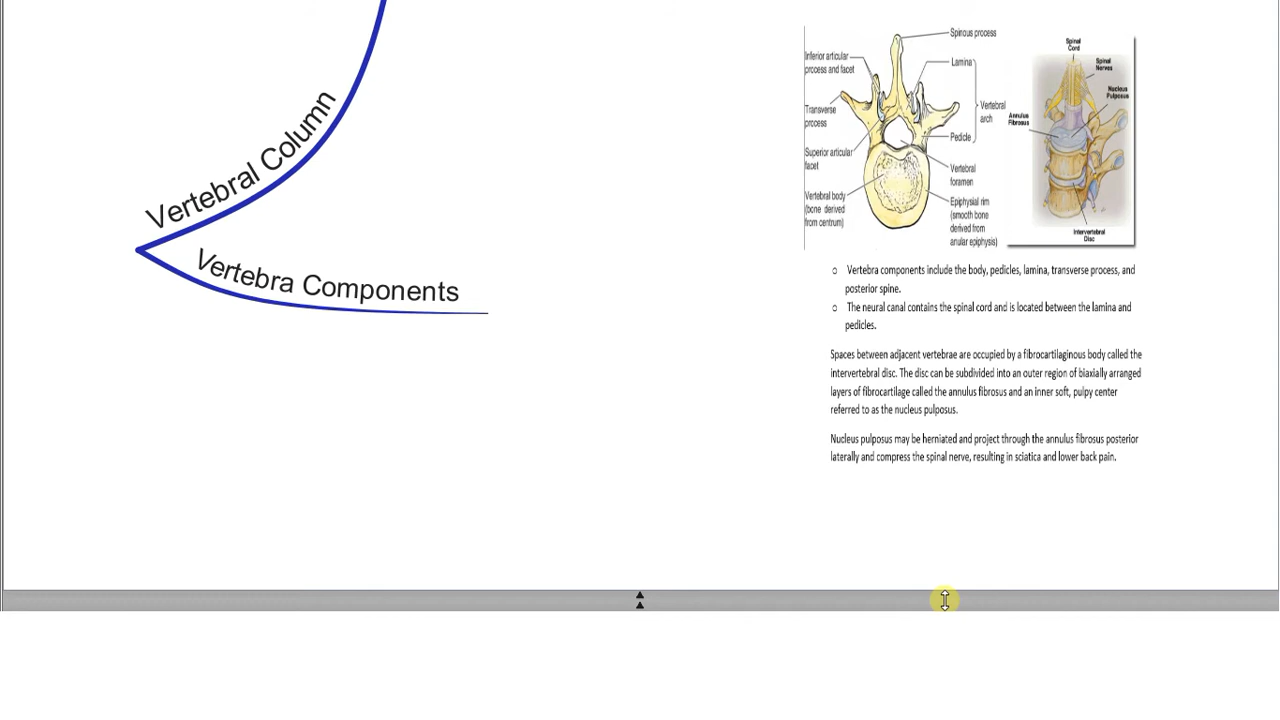 Vertebral Column
Vertebra Components
Spinous process
Inferior articular
process and facet
Lamina
Transverse
process
Vertebral
arch
Pedicle
Superior articular
facet
Vertebral
foramen
Vertebral body
(bone derived
from centrum)
Epiphysial rim
(smooth bone
derived from
anular epiphysis)
Spinal
Cord
Spinal
Nerves
Nucleus
Pulposus
Annulus
Fibrosus
Intervertebral
Disc
o Vertebra components include the body, pedicles, lamina, transverse process, and
posterior spine.
o The neural canal contains the spinal cord and is located between the lamina and
pedicles.
Spaces between adjacent vertebrae are occupied by a fibrocartilaginous body called the
intervertebral disc. The disc can be subdivided into an outer region of biaxially arranged
layers of fibrocartilage called the annulus fibrosus and an inner soft, pulpy center
referred to as the nucleus pulposus.
Nucleus pulposus may be herniated and project through the annulus fibrosus posterior
laterally and compress the spinal nerve, resulting in sciatica and lower back pain.